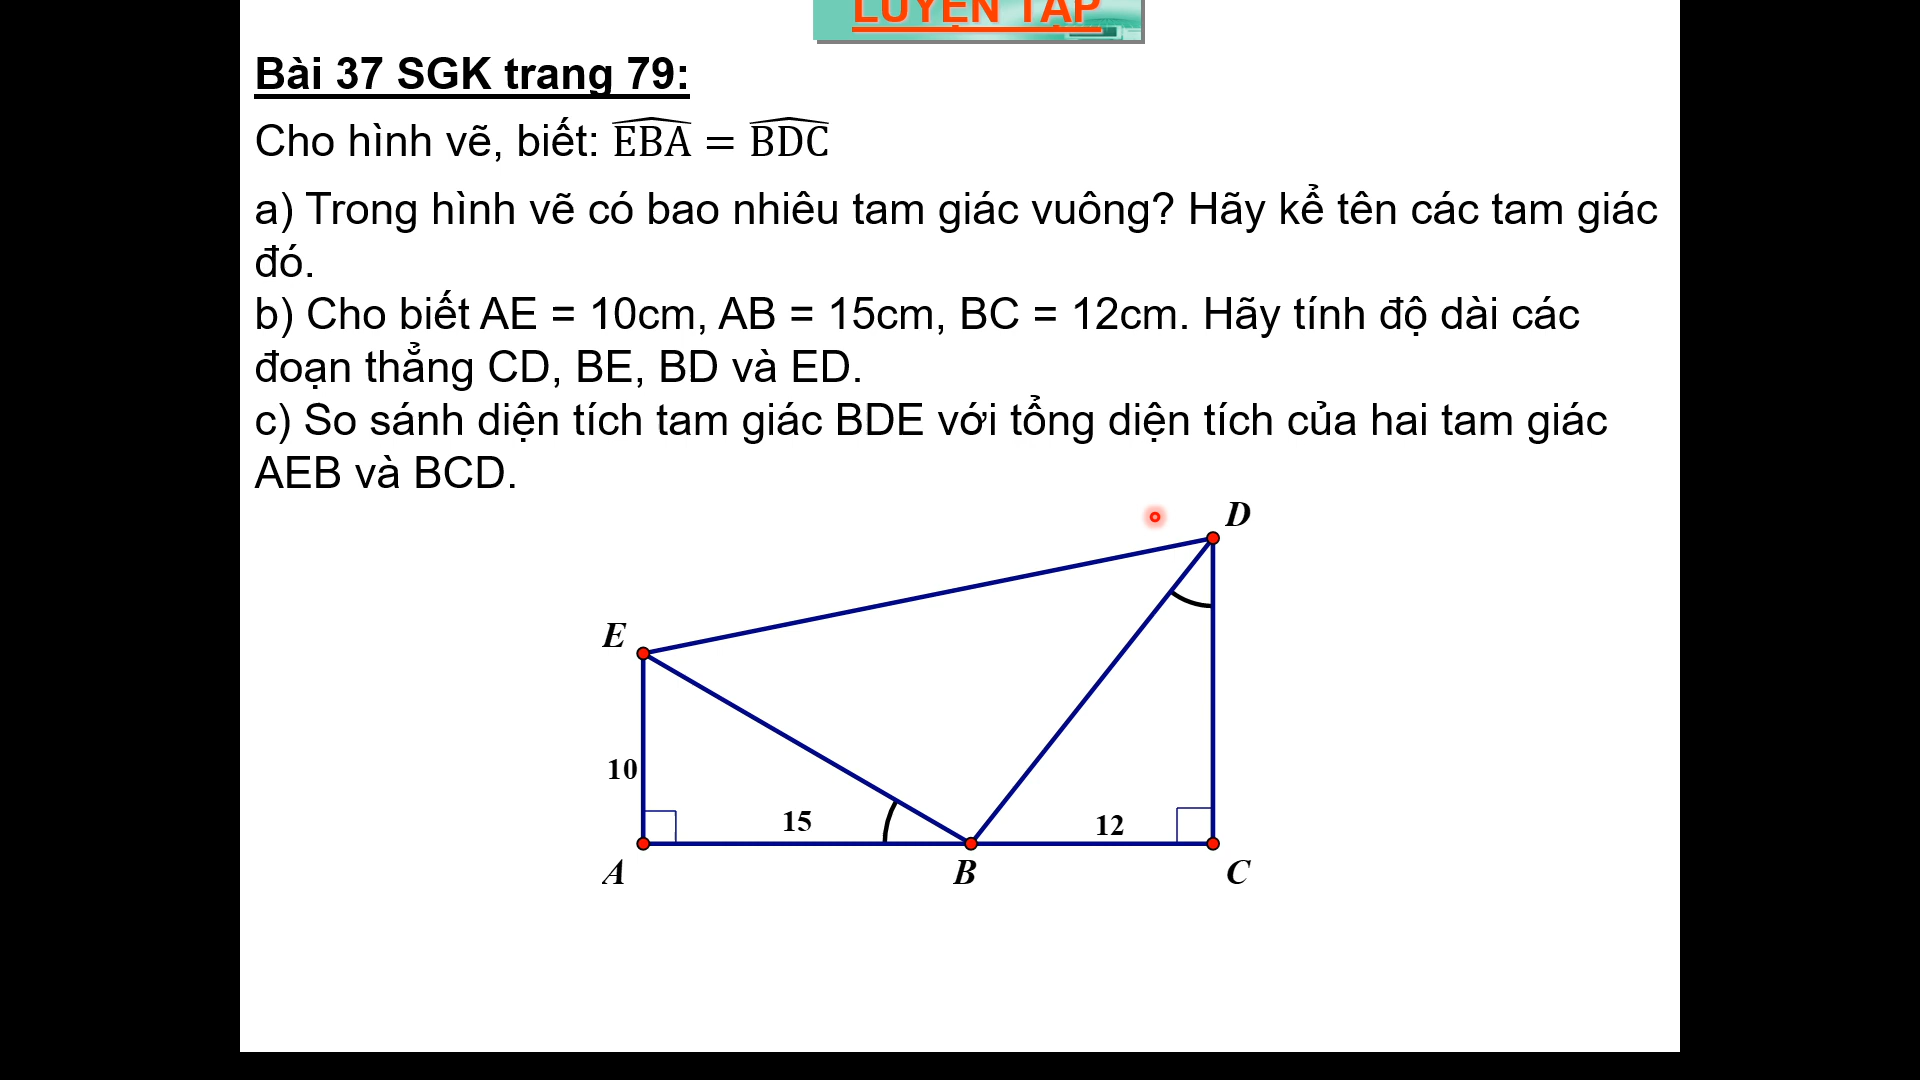 LUYỆN TẬP
Bài 37 SGK trang 79:
Cho hình vẽ, biết: EBA = BDC
a) Trong hình vẽ có bao nhiêu tam giác vuông? Hãy kể tên các tam giác
đó.
b) Cho biết AE = 10cm, AB = 15cm, BC = 12cm. Hãy tính độ dài các
đoạn thẳng CD, BE, BD và ED.
c) So sánh diện tích tam giác BDE với tổng diện tích của hai tam giác
AEB và BCD.
D
E
10
15
12
A
B
C